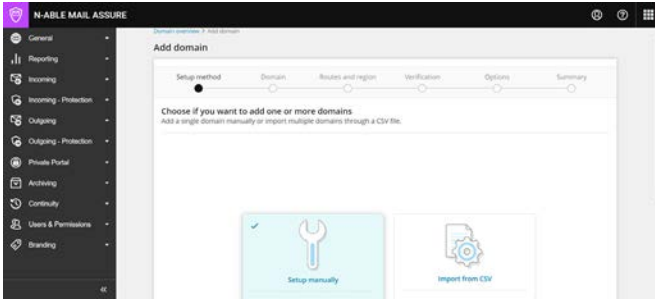 N-ABLE MAIL ASSURE
General
Reporting
Incoming
Incoming - Protection
Outgoing
Outgoing - Protection
Private Portal
Archiving
Continuity
Users & Permissions
Branding
Domain overview > Add domain
Add domain
Setup method Domain Routes and region Verification Options Summary
Choose if you want to add one or more domains
Add a single domain manually or import multiple domains through a CSV file.
Setup manually
Import from CSV